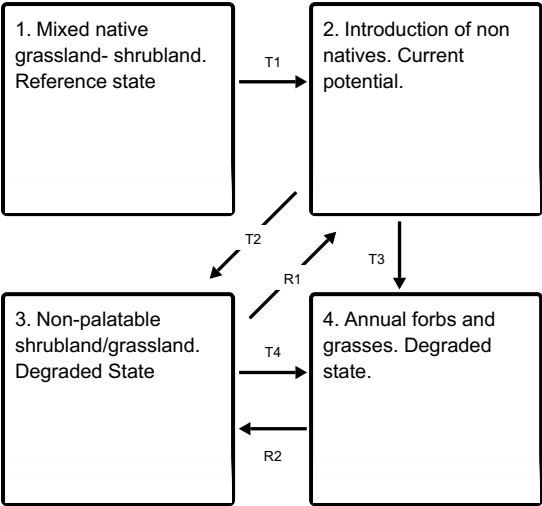 1. Mixed native
grassland- shrubland.
Reference state
T1
2. Introduction of non
natives. Current
potential.
T2
R1
T3
3. Non-palatable
shrubland/grassland.
Degraded State
T4
R2
4. Annual forbs and
grasses. Degraded
state.